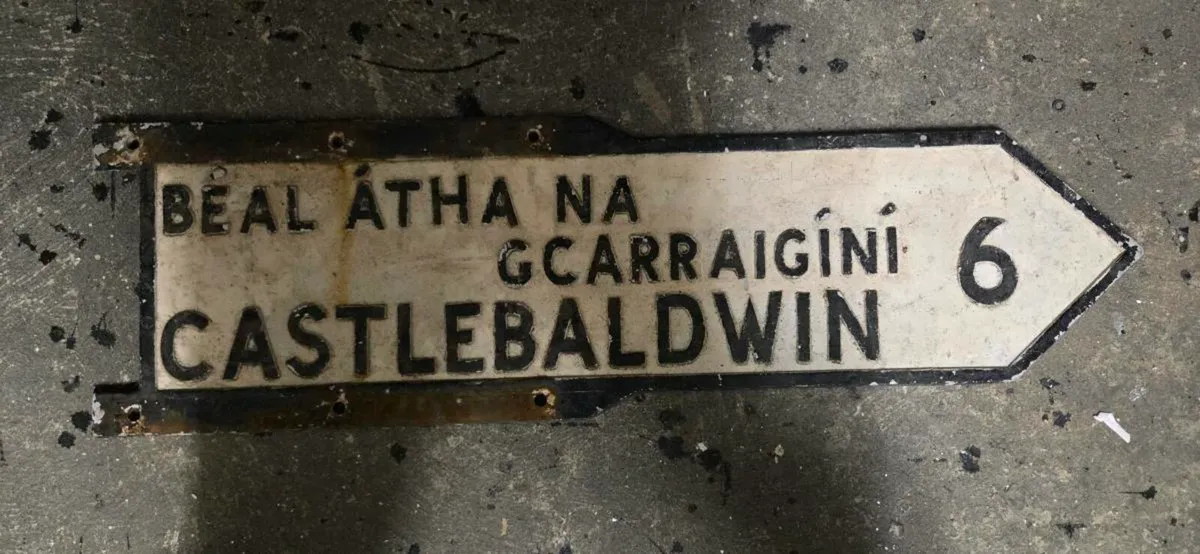 BÉAL ÁTHA NA
GCARRAIGÍNÍ
CASTLEBALDWIN
6